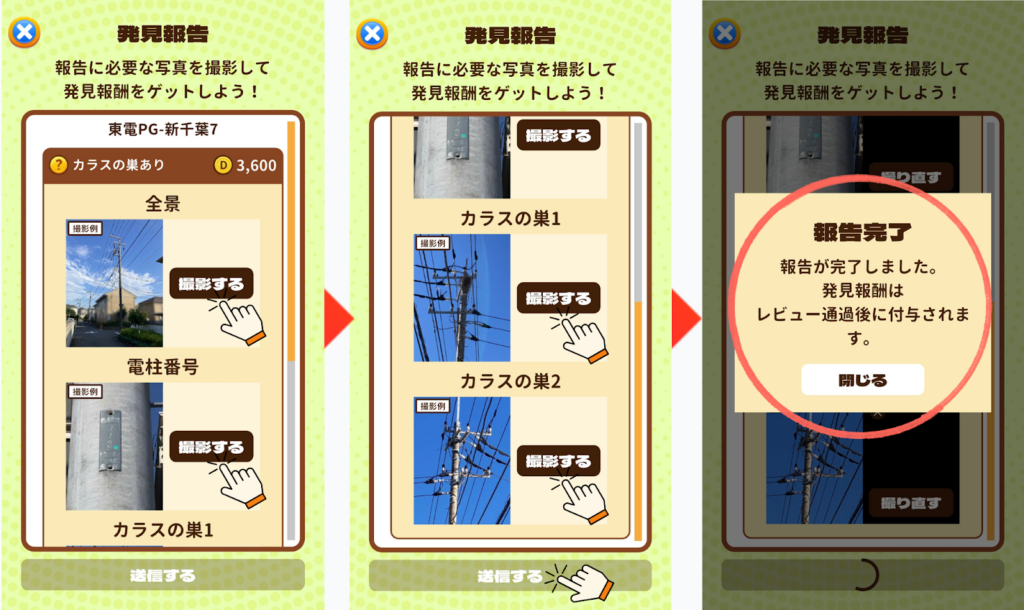 発見報告
報告に必要な写真を撮影して
発見報酬をゲットしよう！
東電PG-新千葉7
? カラスの巣あり D 3,600
全景
撮影例
撮影する
電柱番号
撮影例
撮影する
カラスの巣1
送信する
発見報告
報告に必要な写真を撮影して
発見報酬をゲットしよう！
撮影する
カラスの巣1
撮影例
撮影する
カラスの巣2
撮影例
撮影する
送信する
発見報告
報告に必要な写真を撮影して
発見報酬をゲットしよう！
撮り直す
報告完了
報告が完了しました。
発見報酬は
レビュー通過後に付与されま
す。
閉じる
撮り直す